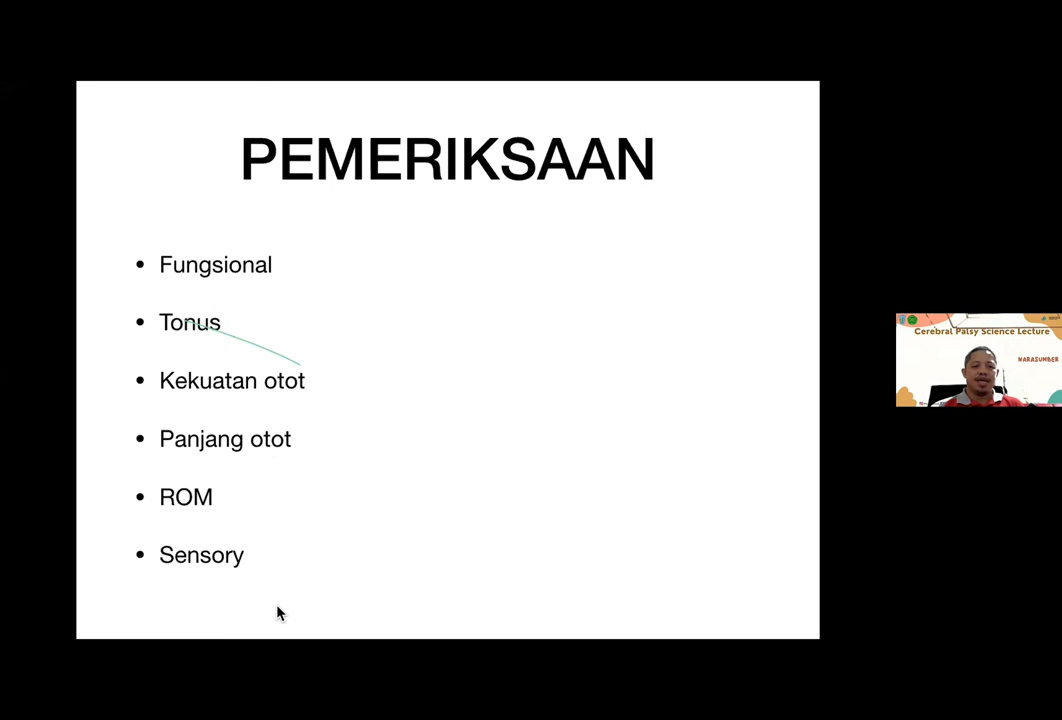 PEMERIKSAAN
• Fungsional
• Tonus
• Kekuatan otot
• Panjang otot
• ROM
• Sensory
Cerebral Palsy Science Lecture
NARASUMBER